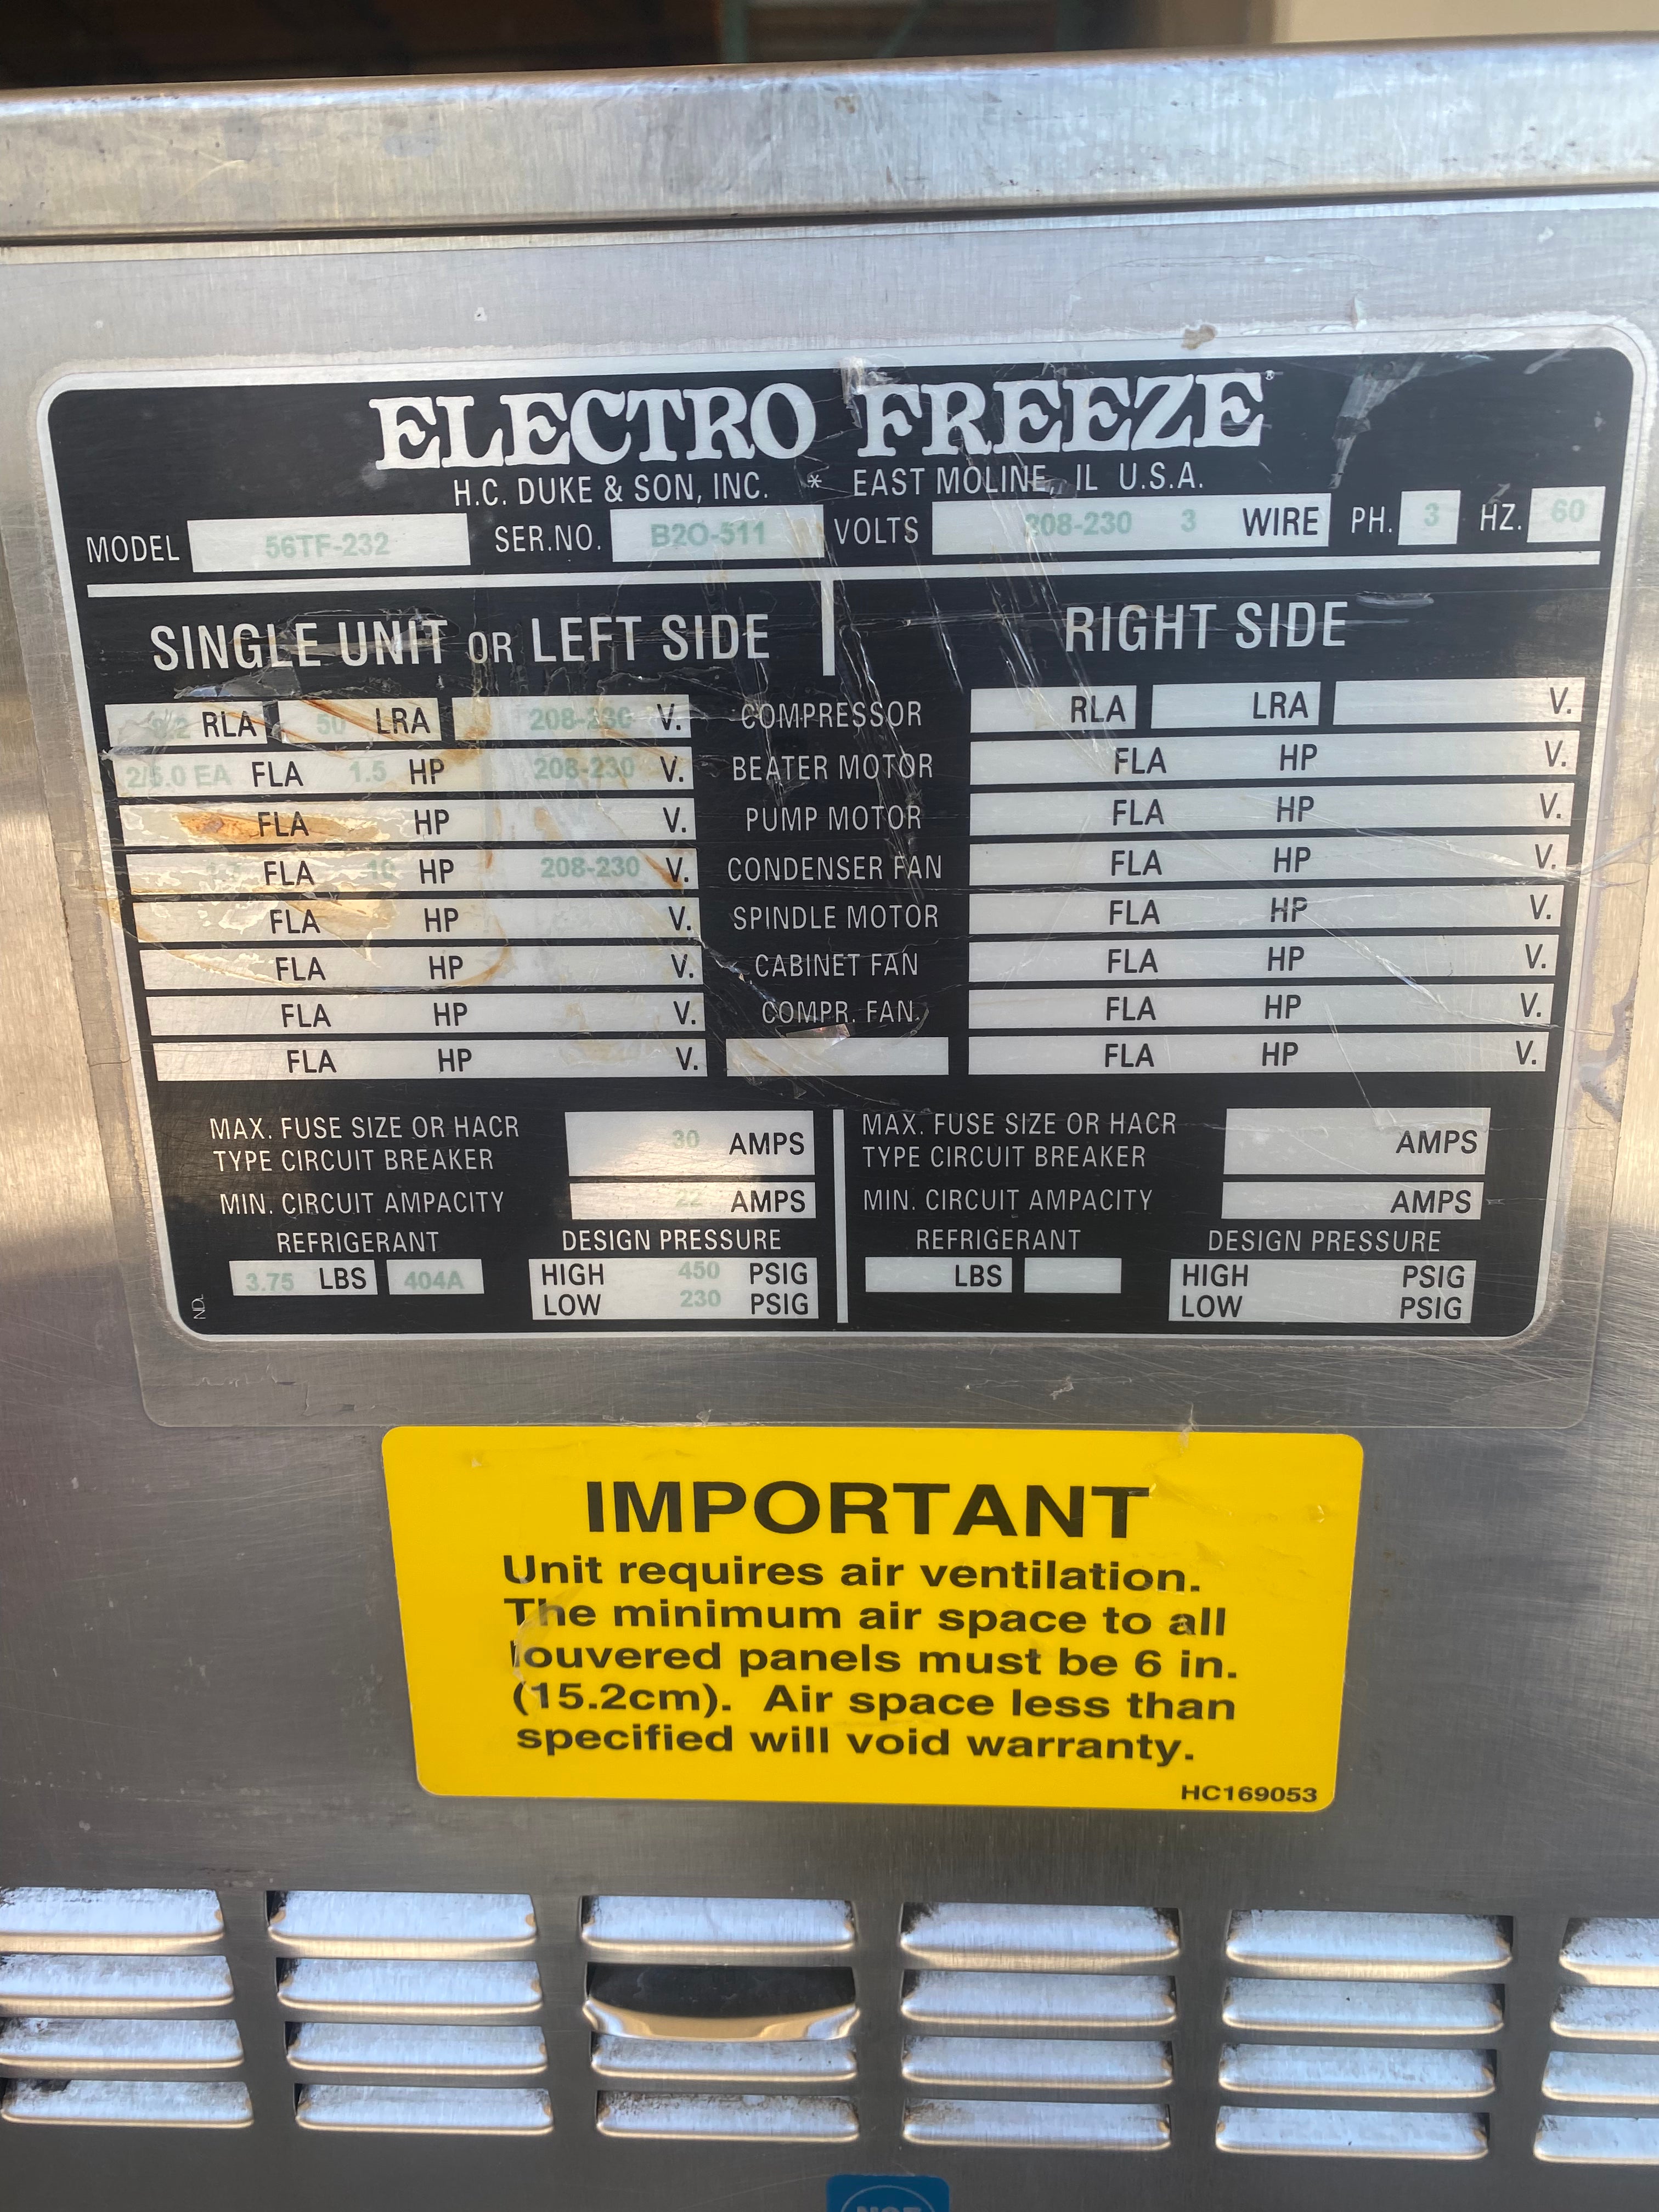 ELECTRO FREEZE
H.C. DUKE & SON, INC. * EAST MOLINE, IL U.S.A.
MODEL 56TF-232 SER.NO. B2O-511 VOLTS 208-230 3 WIRE PH. 3 HZ. 60
SINGLE UNIT OR LEFT SIDE RIGHT SIDE
RLA 50 LRA 208-230 V. COMPRESSOR RLA LRA V.
2/5.0 EA FLA 1.5 HP 208-230 V. BEATER MOTOR FLA HP V.
FLA HP V. PUMP MOTOR FLA HP V.
FLA HP 208-230 V. CONDENSER FAN FLA HP V.
FLA HP V. SPINDLE MOTOR FLA HP V.
FLA HP V. CABINET FAN FLA HP V.
FLA HP V. COMPR. FAN. FLA HP V.
FLA HP V. FLA HP V.
MAX. FUSE SIZE OR HACR
TYPE CIRCUIT BREAKER 30 AMPS
MIN. CIRCUIT AMPACITY 22 AMPS
REFRIGERANT DESIGN PRESSURE
3.75 LBS 404A HIGH 450 PSIG
LOW 230 PSIG
NDL
MAX. FUSE SIZE OR HACR
TYPE CIRCUIT BREAKER AMPS
MIN. CIRCUIT AMPACITY AMPS
REFRIGERANT DESIGN PRESSURE
LBS HIGH PSIG
LOW PSIG
IMPORTANT
Unit requires air ventilation.
The minimum air space to all
louvered panels must be 6 in.
(15.2cm). Air space less than
specified will void warranty.
HC169053
NSF